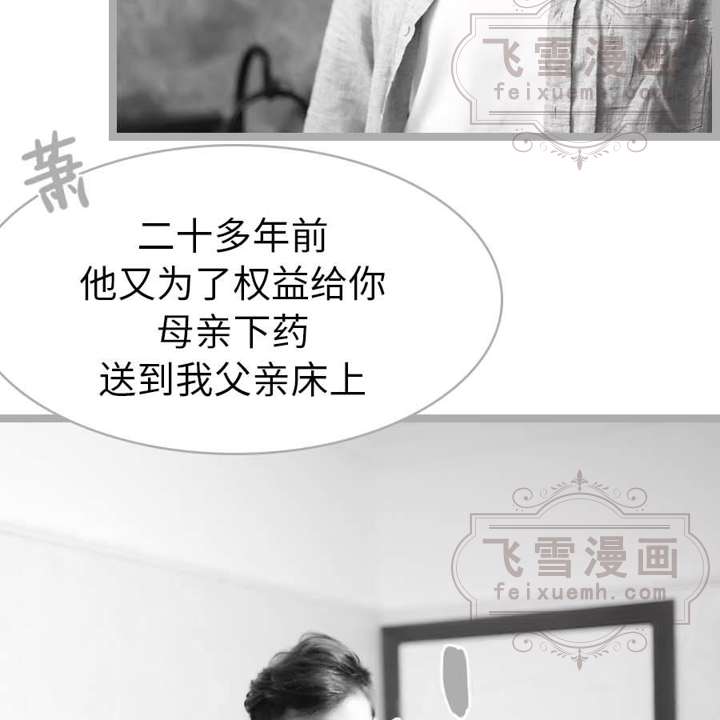 飞雪漫画
feixuemh.com
萧
二十多年前
他又为了权益给你
母亲下药
送到我父亲床上
飞雪漫画
feixuemh.com